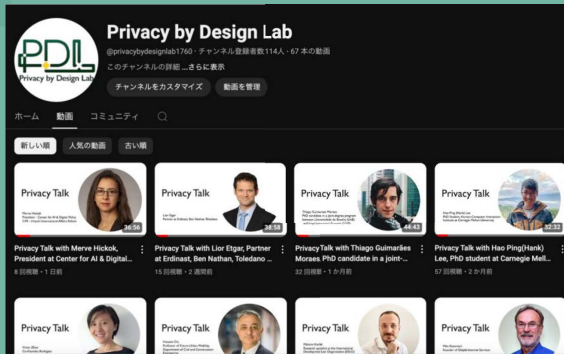 PDL
Privacy by Design Lab
Privacy by Design Lab
@privacybydesignlab1760・チャンネル登録者数114人・67 本の動画
このチャンネルの詳細 ...さらに表示
チャンネルをカスタマイズ
動画を管理
ホーム 動画 コミュニティ
新しい順 人気の動画 古い順
Privacy Talk
36:56
Privacy Talk with Merve Hickok,
President at Center for AI & Digital...
8 回視聴・1 日前
Privacy Talk
38:58
Privacy Talk with Lior Etgar, Partner
at Erdinast, Ben Nathan, Toledano ...
15 回視聴・2 週間前
Privacy Talk
44:43
PrivacyTalk with Thiago Guimarães
Moraes PhD candidate in a joint-...
32 回視聴・1 か月前
Privacy Talk
32:32
Privacy Talk with Hao Ping(Hank)
Lee, PhD student at Carnegie Mell...
57 回視聴・2 か月前
Privacy Talk
Privacy Talk
Privacy Talk
Privacy Talk